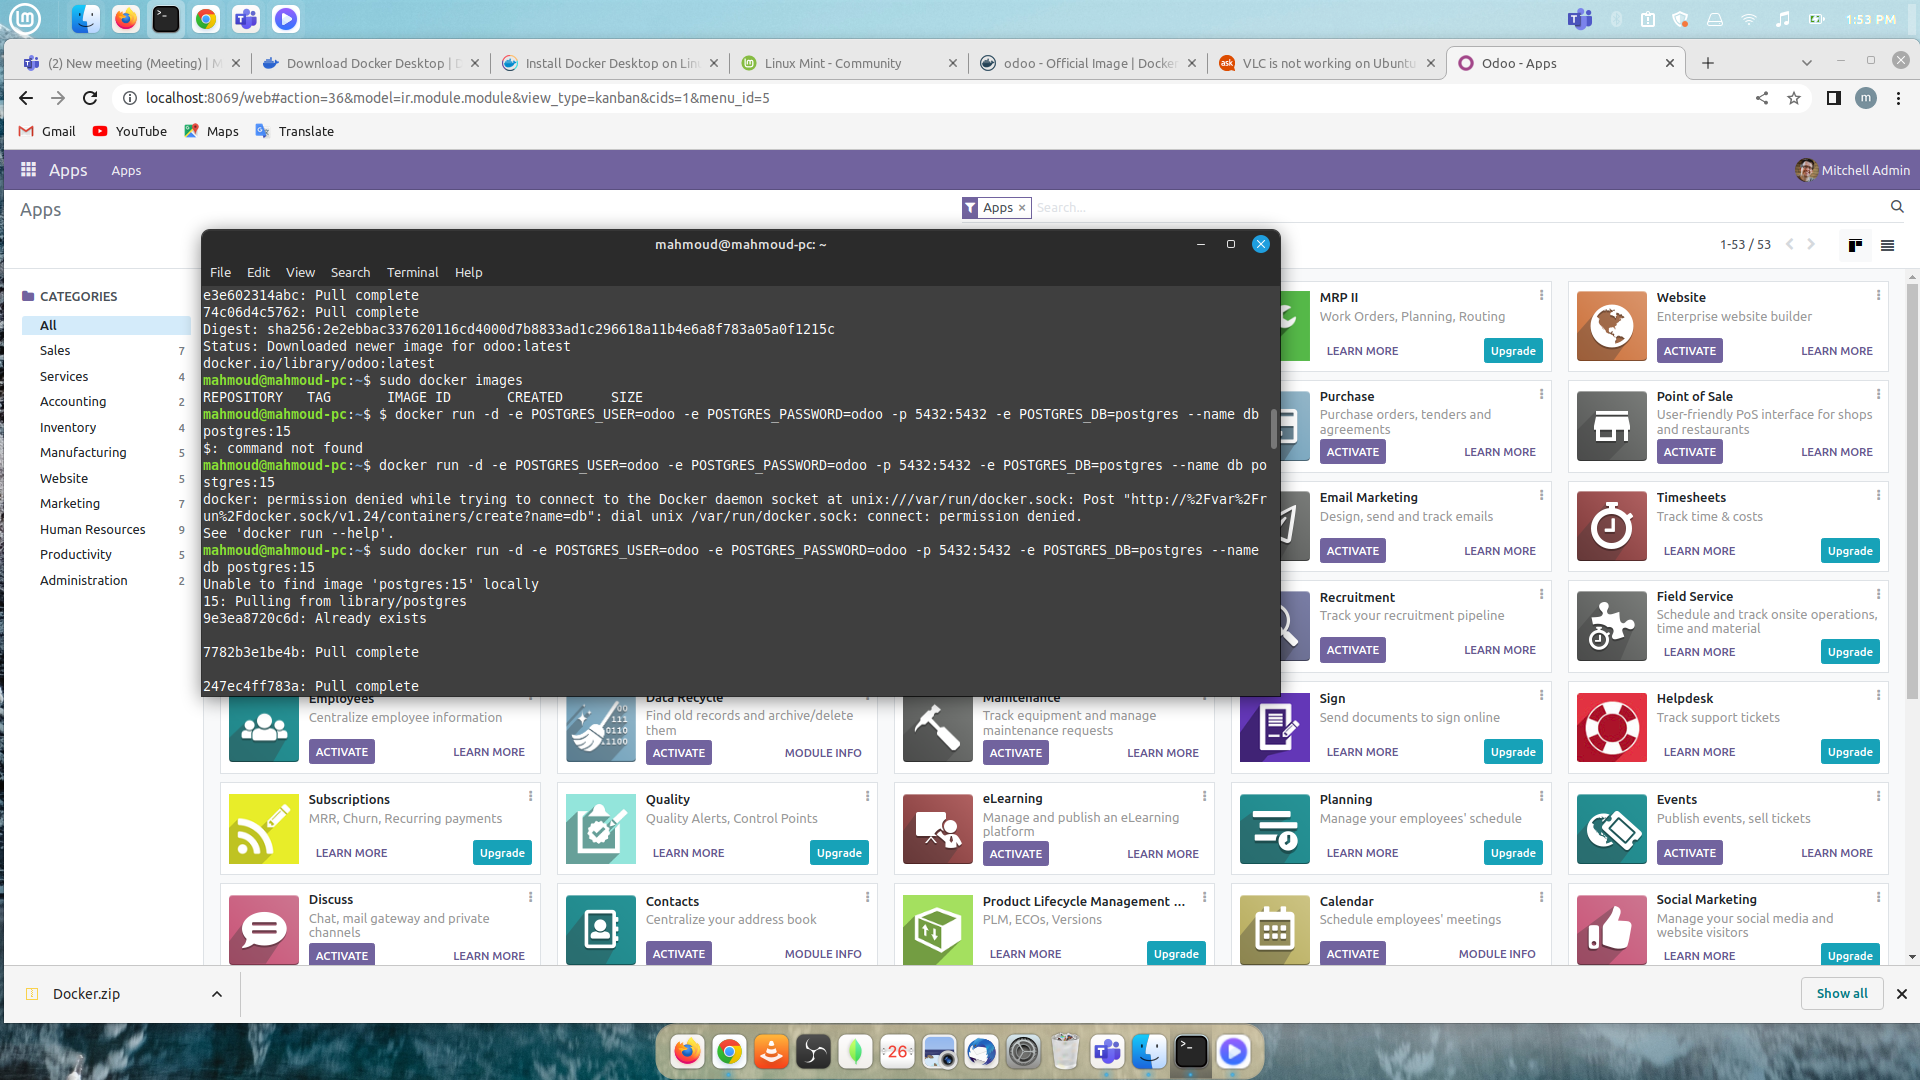 1:53 PM
(2) New meeting (Meeting) | M
Download Docker Desktop | D
Install Docker Desktop on Lin
Linux Mint - Community
odoo - Official Image | Docker
VLC is not working on Ubuntu
Odoo - Apps
localhost:8069/web#action=36&model=ir.module.module&view_type=kanban&cids=1&menu_id=5
m
Gmail
YouTube
Maps
Translate
Apps
Apps
Mitchell Admin
Apps
Apps ×
Search...
1-53 / 53
mahmoud@mahmoud-pc: ~
File Edit View Search Terminal Help
e3e602314abc: Pull complete
74c06d4c5762: Pull complete
Digest: sha256:2e2ebbac337620116cd4000d7b8833ad1c296618a11b4e6a8f783a05a0f1215c
Status: Downloaded newer image for odoo:latest
docker.io/library/odoo:latest
mahmoud@mahmoud-pc:~$ sudo docker images
REPOSITORY TAG IMAGE ID CREATED SIZE
mahmoud@mahmoud-pc:~$ $ docker run -d -e POSTGRES_USER=odoo -e POSTGRES_PASSWORD=odoo -p 5432:5432 -e POSTGRES_DB=postgres --name db
postgres:15
$: command not found
mahmoud@mahmoud-pc:~$ docker run -d -e POSTGRES_USER=odoo -e POSTGRES_PASSWORD=odoo -p 5432:5432 -e POSTGRES_DB=postgres --name db po
stgres:15
docker: permission denied while trying to connect to the Docker daemon socket at unix:///var/run/docker.sock: Post "http://%2Fvar%2Fr
un%2Fdocker.sock/v1.24/containers/create?name=db": dial unix /var/run/docker.sock: connect: permission denied.
See 'docker run --help'.
mahmoud@mahmoud-pc:~$ sudo docker run -d -e POSTGRES_USER=odoo -e POSTGRES_PASSWORD=odoo -p 5432:5432 -e POSTGRES_DB=postgres --name
db postgres:15
Unable to find image 'postgres:15' locally
15: Pulling from library/postgres
9e3ea8720c6d: Already exists
7782b3e1be4b: Pull complete
247ec4ff783a: Pull complete
CATEGORIES
All
Sales 7
Services 4
Accounting 2
Inventory 4
Manufacturing 5
Website 5
Marketing 7
Human Resources 9
Productivity 5
Administration 2
MRP II
Work Orders, Planning, Routing
LEARN MORE
Upgrade
Website
Enterprise website builder
ACTIVATE
LEARN MORE
Purchase
Purchase orders, tenders and
agreements
ACTIVATE
LEARN MORE
Point of Sale
User-friendly PoS interface for shops
and restaurants
ACTIVATE
LEARN MORE
Email Marketing
Design, send and track emails
ACTIVATE
LEARN MORE
Timesheets
Track time & costs
LEARN MORE
Upgrade
Recruitment
Track your recruitment pipeline
ACTIVATE
LEARN MORE
Field Service
Schedule and track onsite operations,
time and material
LEARN MORE
Upgrade
Employees
Centralize employee information
ACTIVATE
LEARN MORE
Data Recycle
Find old records and archive/delete
them
ACTIVATE
MODULE INFO
Maintenance
Track equipment and manage
maintenance requests
ACTIVATE
LEARN MORE
Sign
Send documents to sign online
LEARN MORE
Upgrade
Helpdesk
Track support tickets
LEARN MORE
Upgrade
Subscriptions
MRR, Churn, Recurring payments
LEARN MORE
Upgrade
Quality
Quality Alerts, Control Points
LEARN MORE
Upgrade
eLearning
Manage and publish an eLearning
platform
ACTIVATE
LEARN MORE
Planning
Manage your employees' schedule
LEARN MORE
Upgrade
Events
Publish events, sell tickets
ACTIVATE
LEARN MORE
Discuss
Chat, mail gateway and private
channels
ACTIVATE
LEARN MORE
Contacts
Centralize your address book
ACTIVATE
MODULE INFO
Product Lifecycle Management ...
PLM, ECOs, Versions
LEARN MORE
Upgrade
Calendar
Schedule employees' meetings
ACTIVATE
MODULE INFO
Social Marketing
Manage your social media and
website visitors
LEARN MORE
Upgrade
Docker.zip
Show all
26